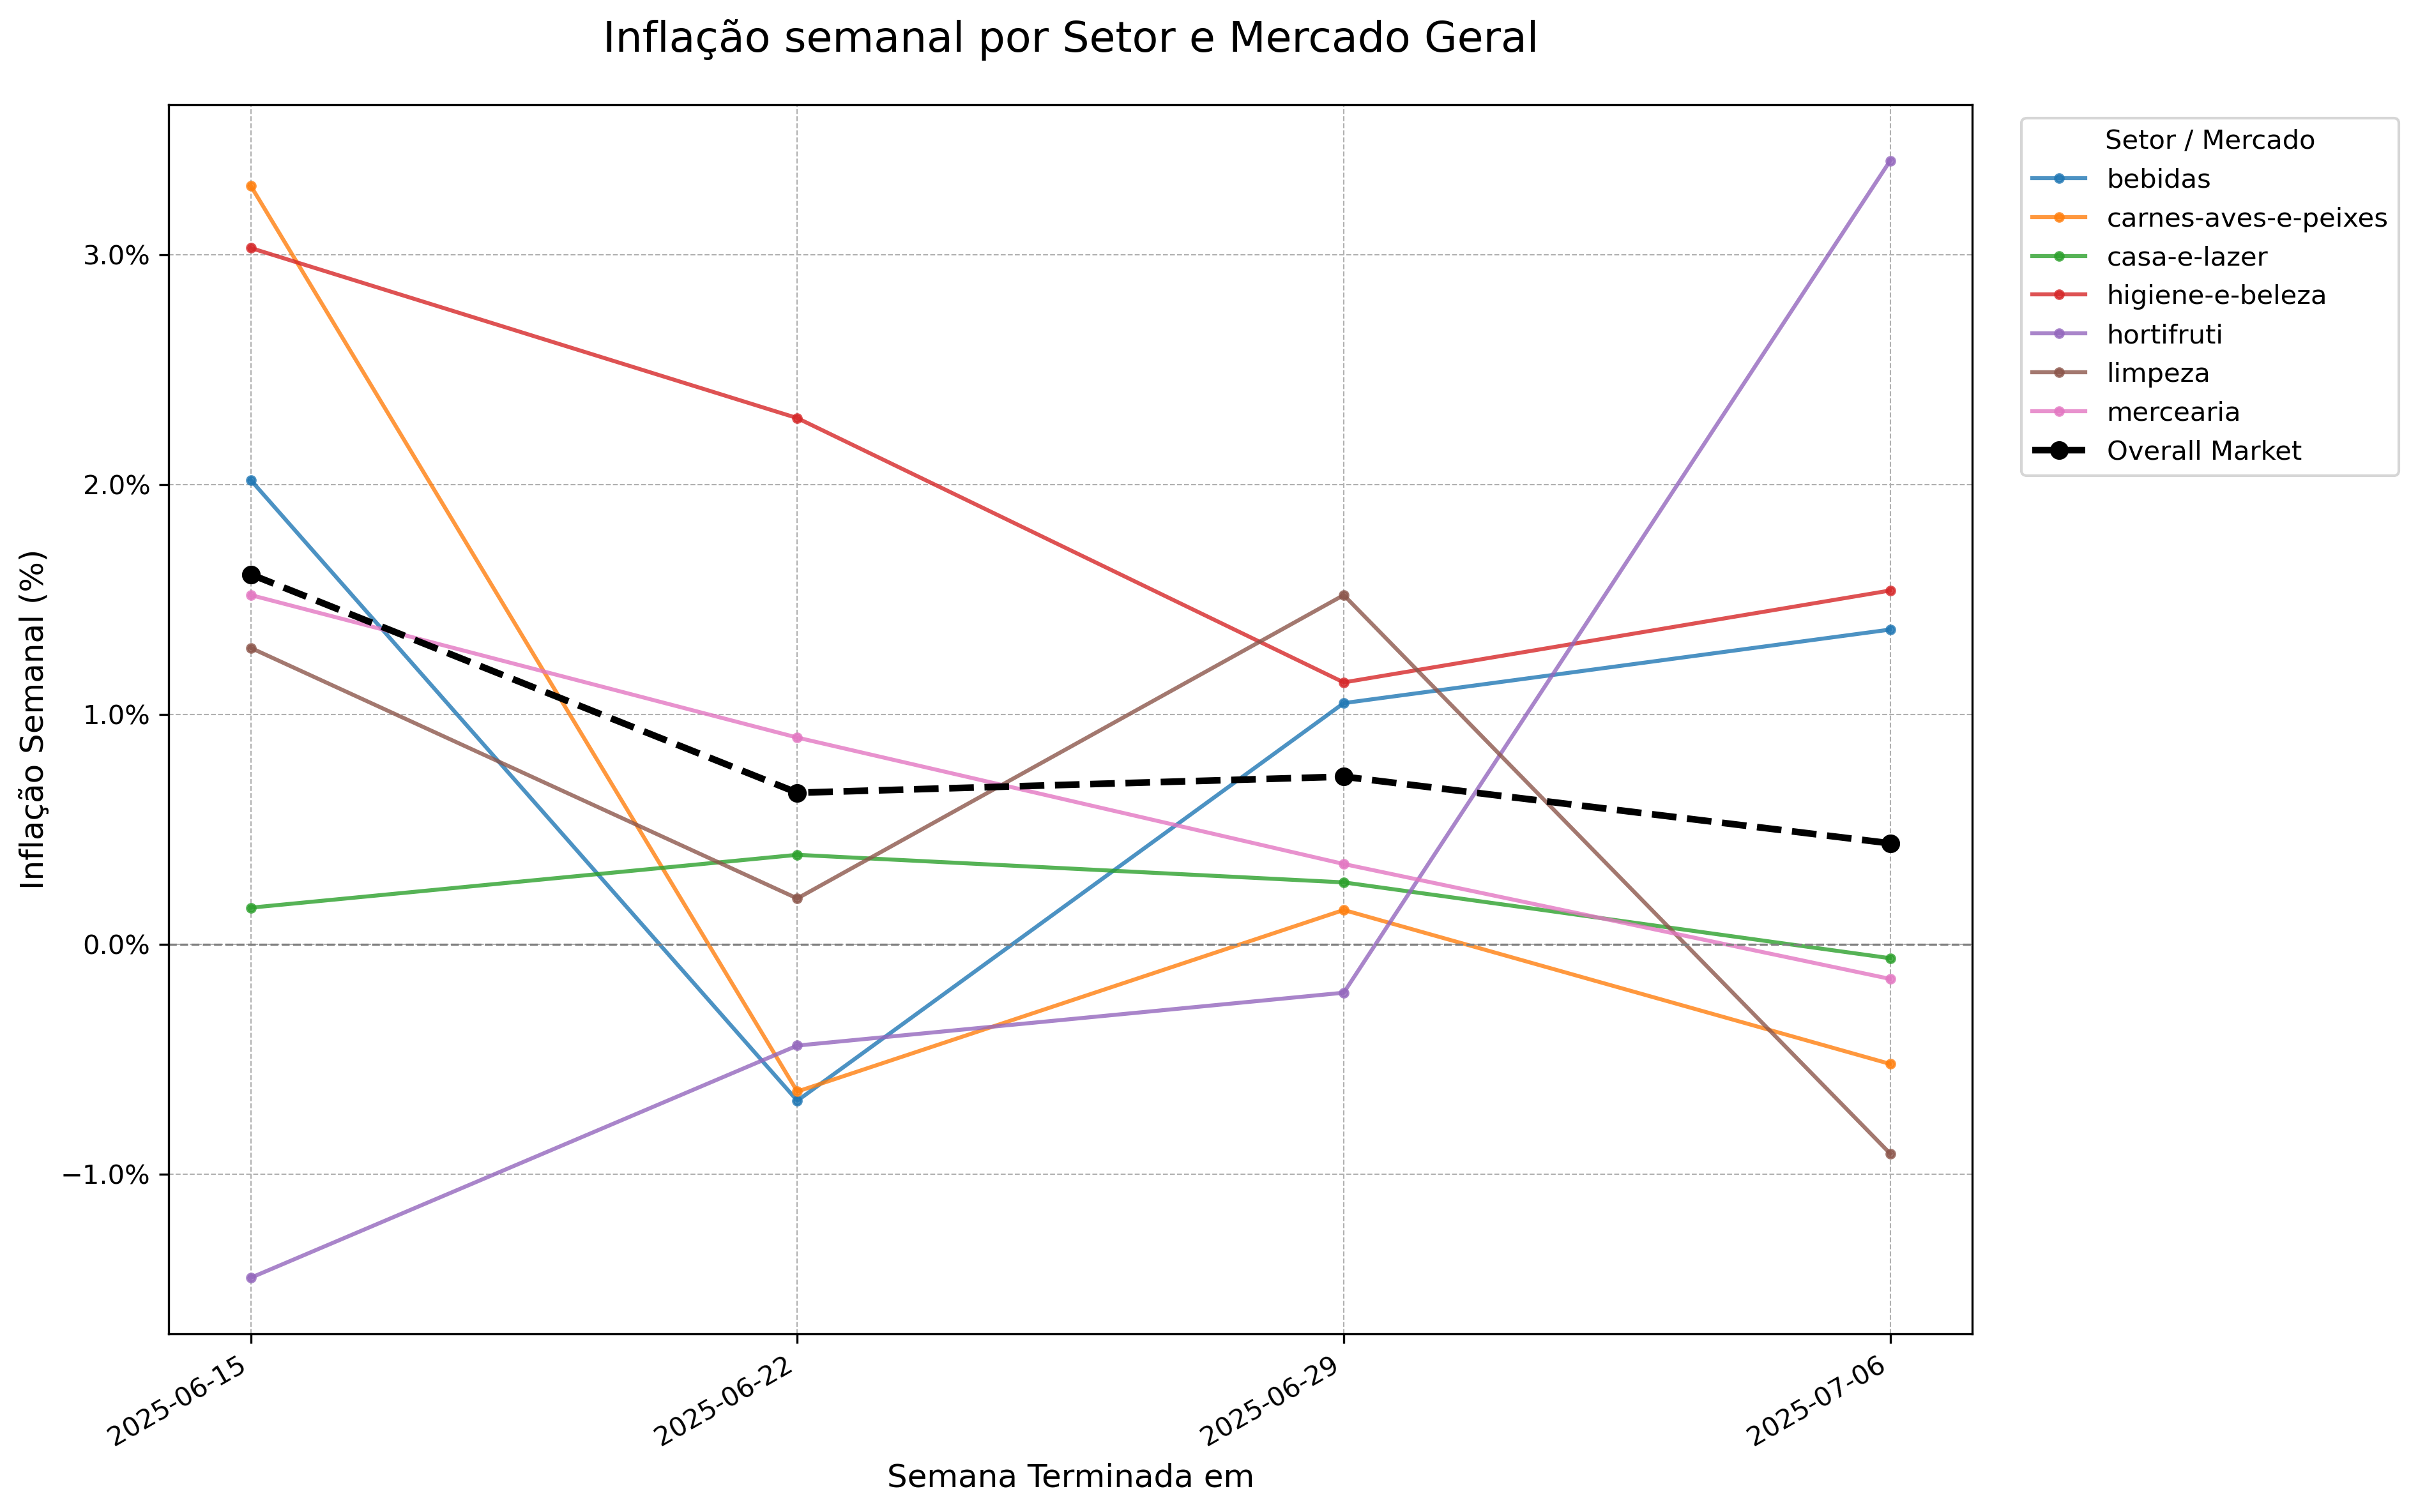 Inflação semanal por Setor e Mercado Geral
Setor / Mercado
bebidas
carnes-aves-e-peixes
casa-e-lazer
higiene-e-beleza
hortifruti
limpeza
mercearia
Overall Market
Inflação Semanal (%)
3.0%
2.0%
1.0%
0.0%
−1.0%
2025-06-15
2025-06-22
2025-06-29
2025-07-06
Semana Terminada em